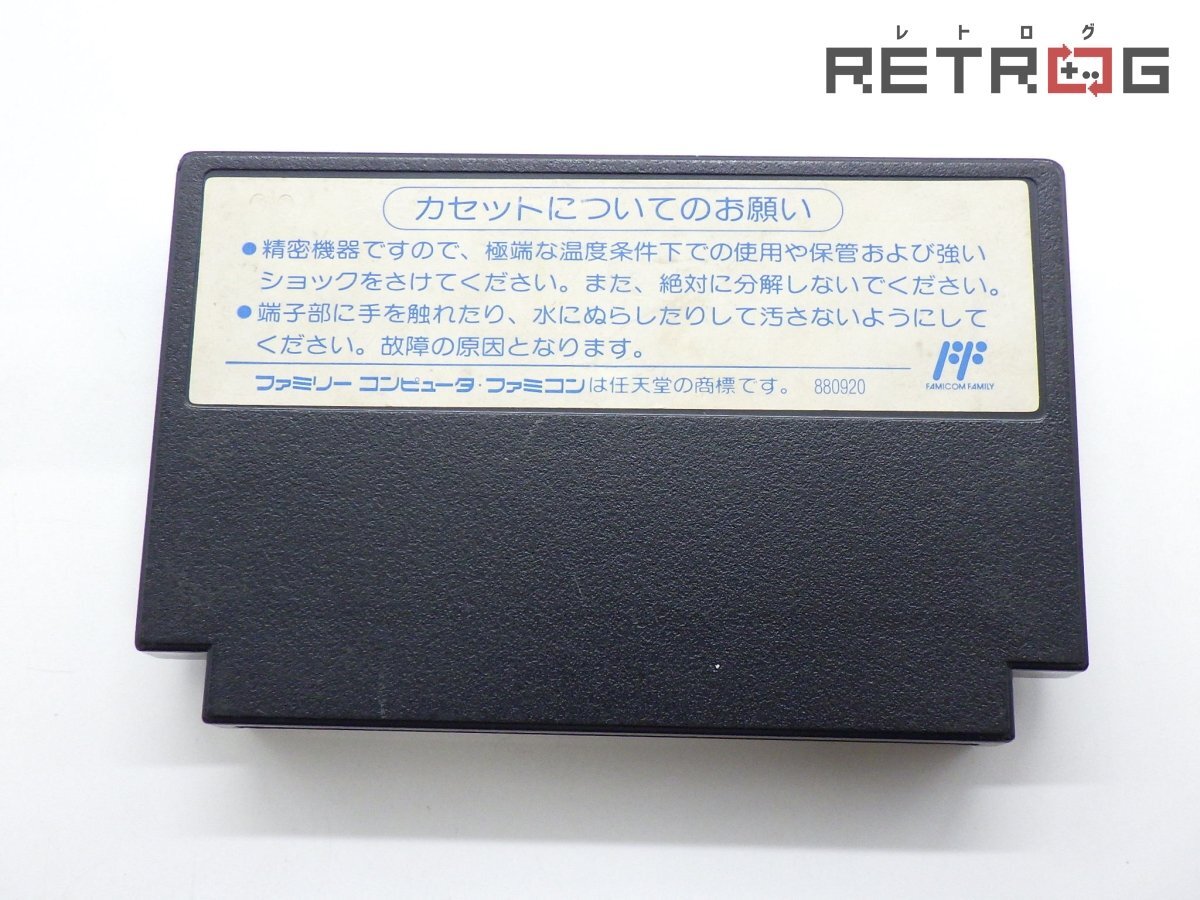 レトログ
RETROG
カセットについてのお願い
●精密機器ですので、極端な温度条件下での使用や保管および強い
ショックをさけてください。また、絶対に分解しないでください。
●端子部に手を触れたり、水にぬらしたりして汚さないようにして
ください。故障の原因となります。
FF
FAMICOM FAMILY
ファミリーコンピュータ・ファミコンは任天堂の商標です。 880920